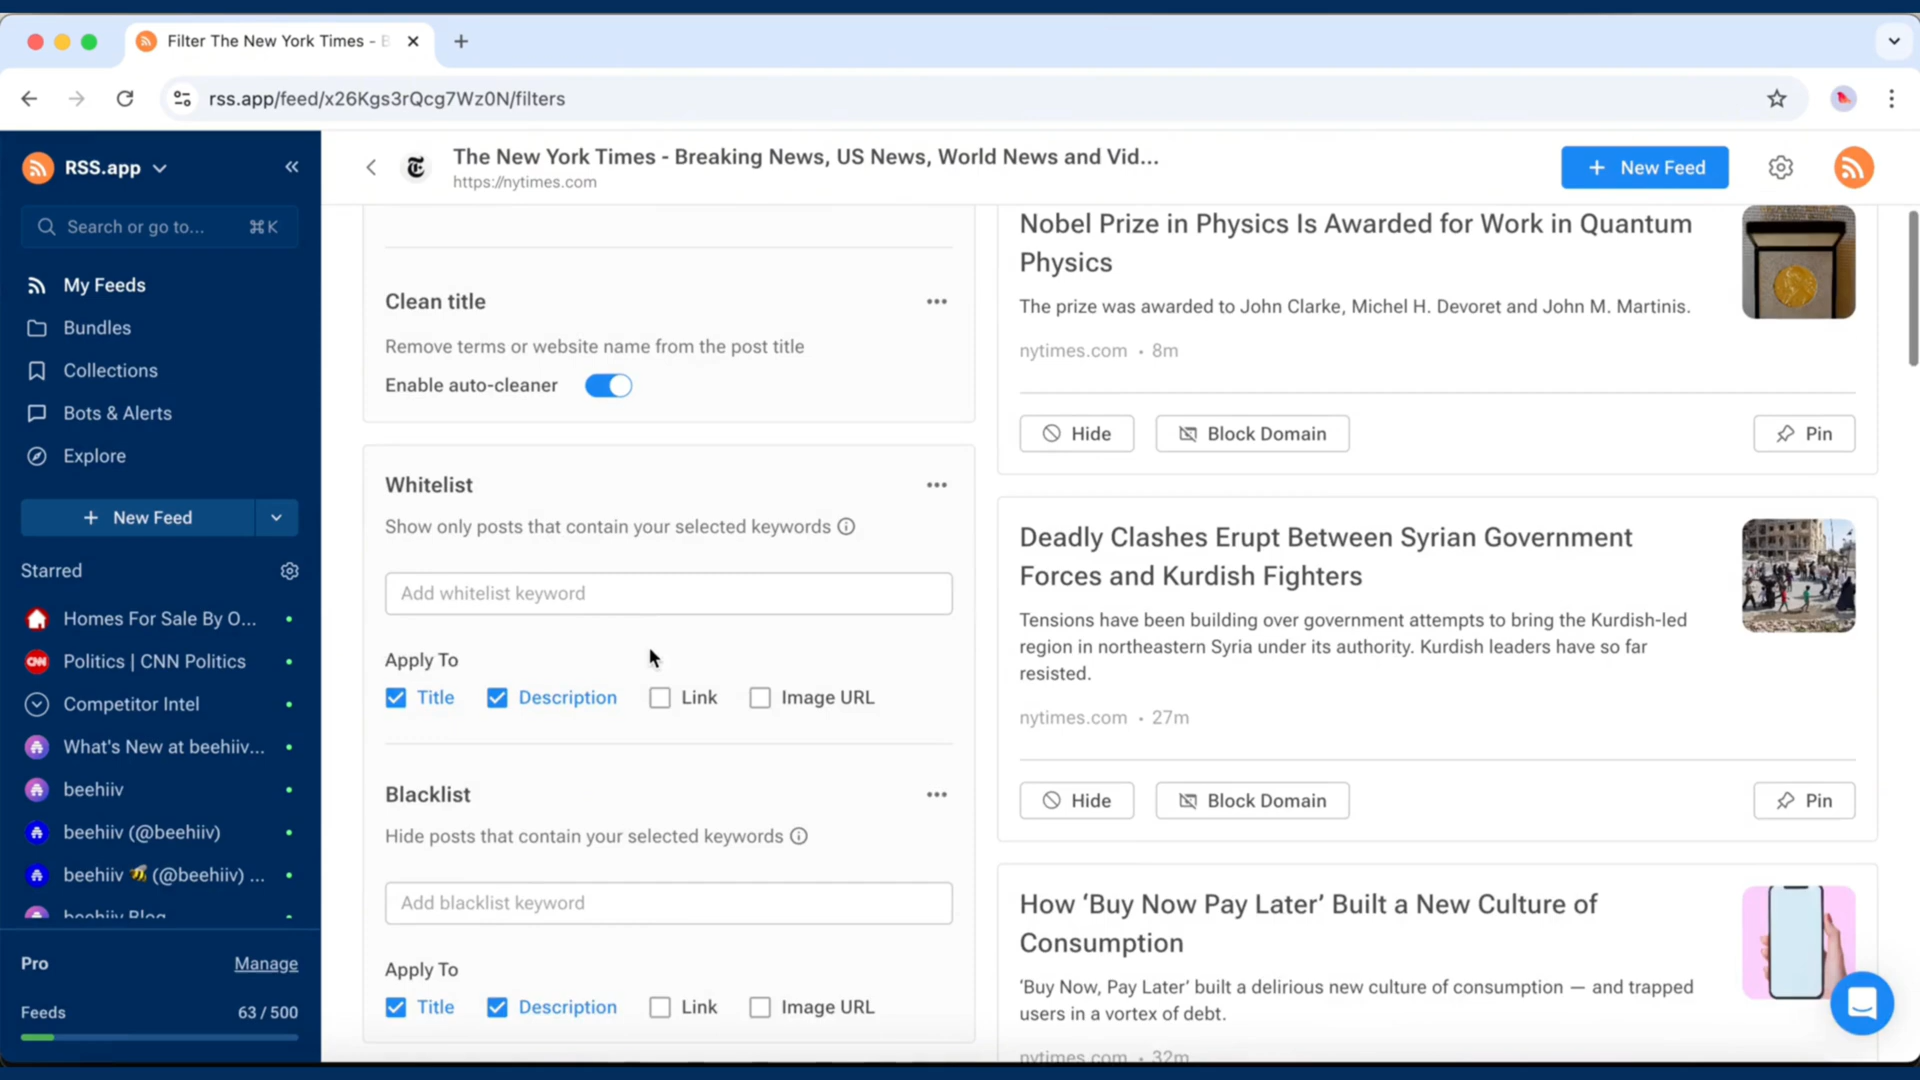 Filter The New York Times - B
rss.app/feed/x26Kgs3rQcg7Wz0N/filters
RSS.app
Search or go to... ⌘ K
My Feeds
Bundles
Collections
Bots & Alerts
Explore
+ New Feed
Starred
Homes For Sale By O...
Politics | CNN Politics
Competitor Intel
What's New at beehiiv...
beehiiv
beehiiv (@beehiiv)
beehiiv 🐝 (@beehiiv) ...
beehiiv Blog
Pro Manage
Feeds 63 / 500
The New York Times - Breaking News, US News, World News and Vid...
https://nytimes.com
+ New Feed
Clean title
Remove terms or website name from the post title
Enable auto-cleaner
Whitelist
Show only posts that contain your selected keywords
Add whitelist keyword
Apply To
Title Description Link Image URL
Blacklist
Hide posts that contain your selected keywords
Add blacklist keyword
Apply To
Title Description Link Image URL
Nobel Prize in Physics Is Awarded for Work in Quantum
Physics
The prize was awarded to John Clarke, Michel H. Devoret and John M. Martinis.
nytimes.com • 8m
Hide Block Domain Pin
Deadly Clashes Erupt Between Syrian Government
Forces and Kurdish Fighters
Tensions have been building over government attempts to bring the Kurdish-led
region in northeastern Syria under its authority. Kurdish leaders have so far
resisted.
nytimes.com • 27m
Hide Block Domain Pin
How ‘Buy Now Pay Later’ Built a New Culture of
Consumption
‘Buy Now, Pay Later’ built a delirious new culture of consumption — and trapped
users in a vortex of debt.
nytimes.com • 32m